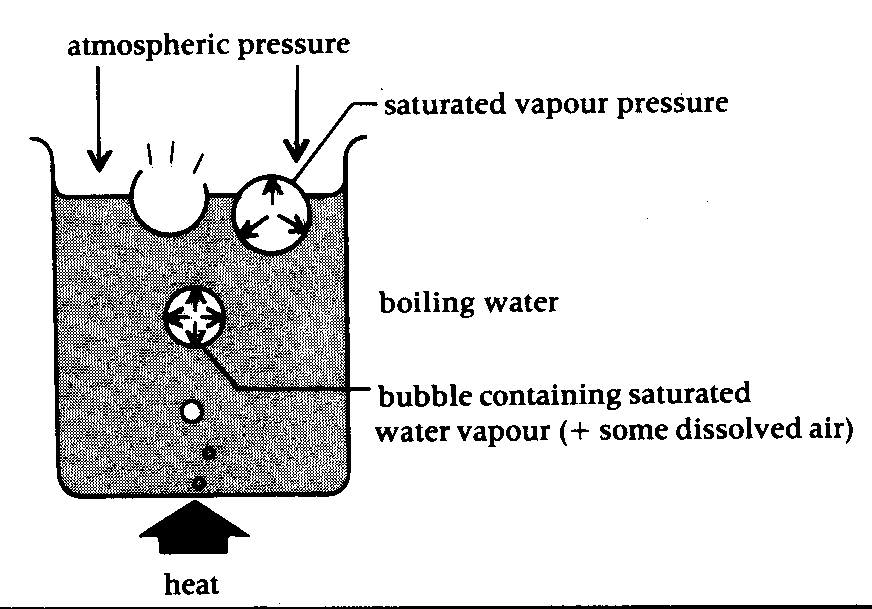 atmospheric pressure
saturated vapour pressure
boiling water
bubble containing saturated
water vapour (+ some dissolved air)
heat